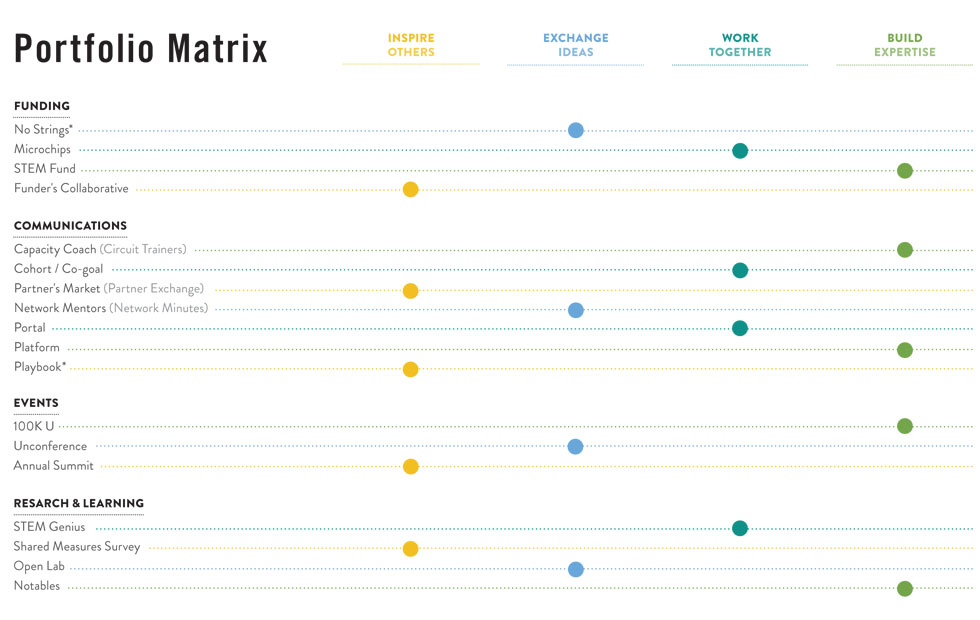 Portfolio Matrix
INSPIRE
OTHERS
EXCHANGE
IDEAS
WORK
TOGETHER
BUILD
EXPERTISE
FUNDING
No Strings*
Microchips
STEM Fund
Funder's Collaborative
COMMUNICATIONS
Capacity Coach (Circuit Trainers)
Cohort / Co-goal
Partner's Market (Partner Exchange)
Network Mentors (Network Minutes)
Portal
Platform
Playbook*
EVENTS
100K U
Unconference
Annual Summit
RESARCH & LEARNING
STEM Genius
Shared Measures Survey
Open Lab
Notables